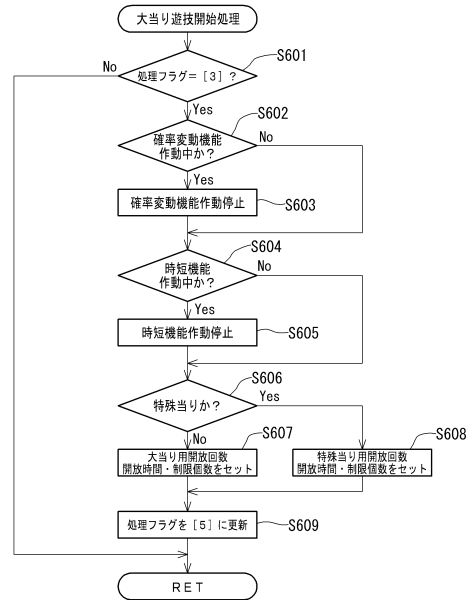 大当り遊技開始処理
S601
No
処理フラグ＝［３］？
Yes
S602
No
確率変動機能
作動中か？
Yes
確率変動機能作動停止
S603
S604
No
時短機能
作動中か？
Yes
時短機能作動停止
S605
S606
Yes
特殊当りか？
No
S607
S608
大当り用開放回数
開放時間・制限個数をセット
特殊当り用開放回数
開放時間・制限個数をセット
処理フラグを［５］に更新
S609
ＲＥＴ